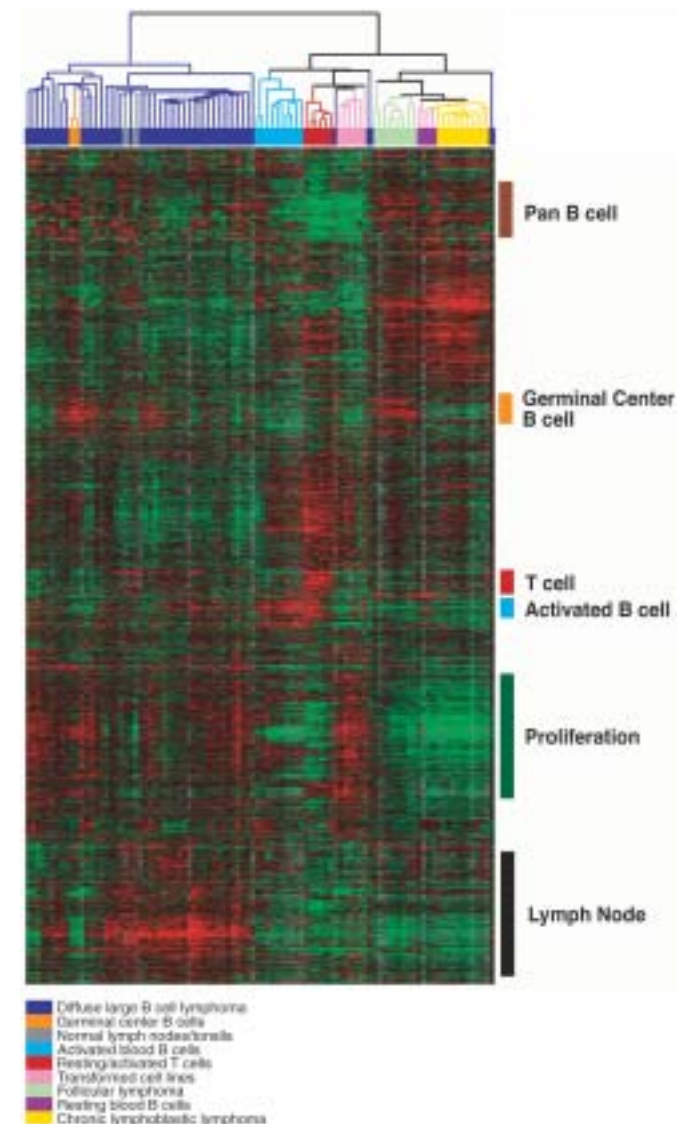 Pan B cell
Germinal Center
B cell
T cell
Activated B cell
Proliferation
Lymph Node
Diffuse large B cell lymphoma
Germinal center B cells
Normal lymph nodes/tonsils
Activated blood B cells
Resting/activated T cells
Transformed cell lines
Follicular lymphoma
Resting blood B cells
Chronic lymphoblastic lymphoma